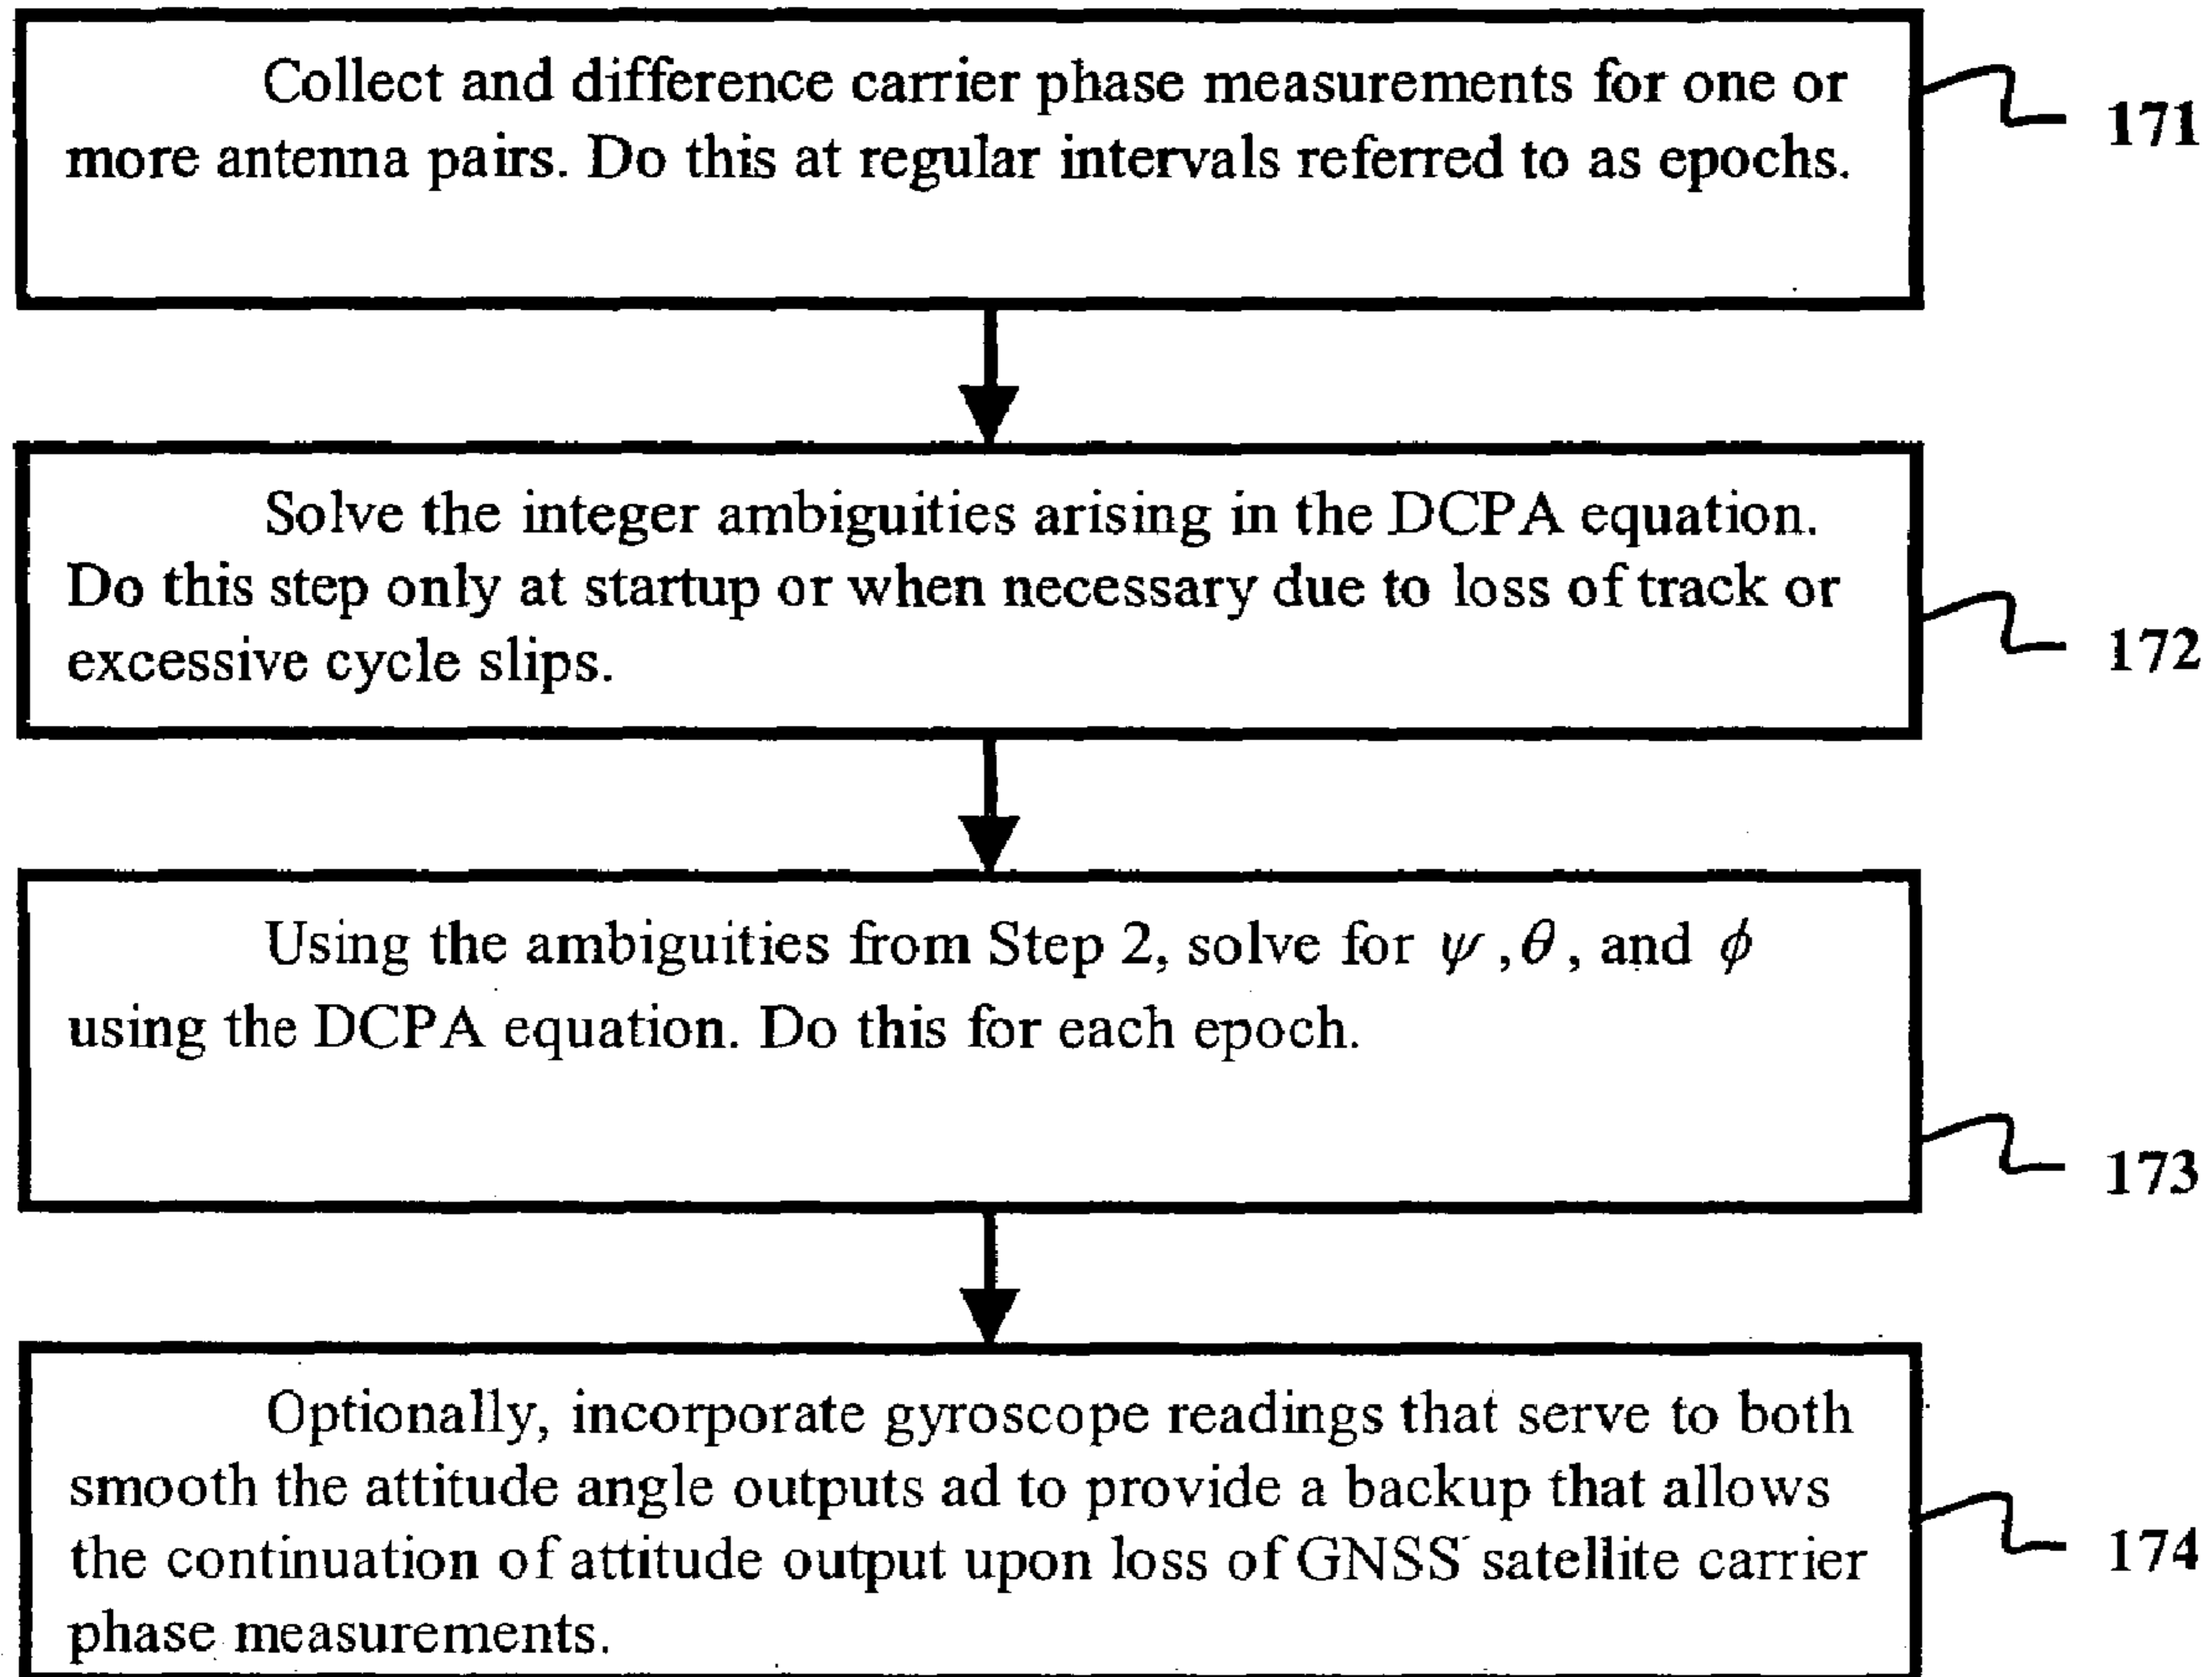 Collect and difference carrier phase measurements for one or
more antenna pairs. Do this at regular intervals referred to as epochs.
171
Solve the integer ambiguities arising in the DCPA equation.
Do this step only at startup or when necessary due to loss of track or
excessive cycle slips.
172
Using the ambiguities from Step 2, solve for ψ, θ, and ϕ
using the DCPA equation. Do this for each epoch.
173
Optionally, incorporate gyroscope readings that serve to both
smooth the attitude angle outputs ad to provide a backup that allows
the continuation of attitude output upon loss of GNSS satellite carrier
phase measurements.
174